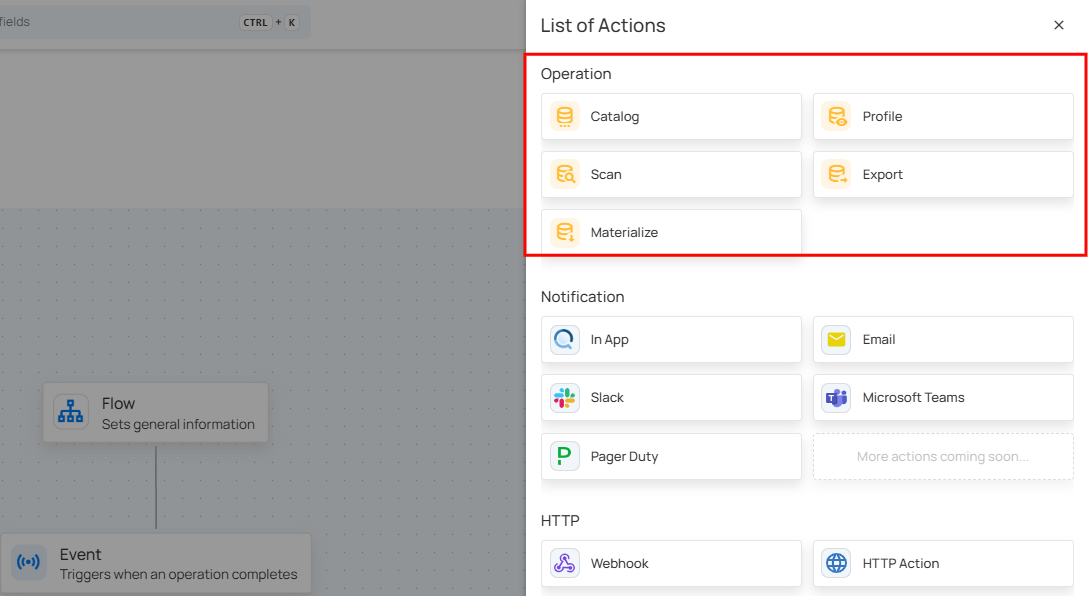 fields
CTRL + K
List of Actions
Operation
Catalog
Profile
Scan
Export
Materialize
Notification
In App
Email
Slack
Microsoft Teams
Pager Duty
More actions coming soon...
HTTP
Webhook
HTTP Action
Flow
Sets general information
Event
Triggers when an operation completes